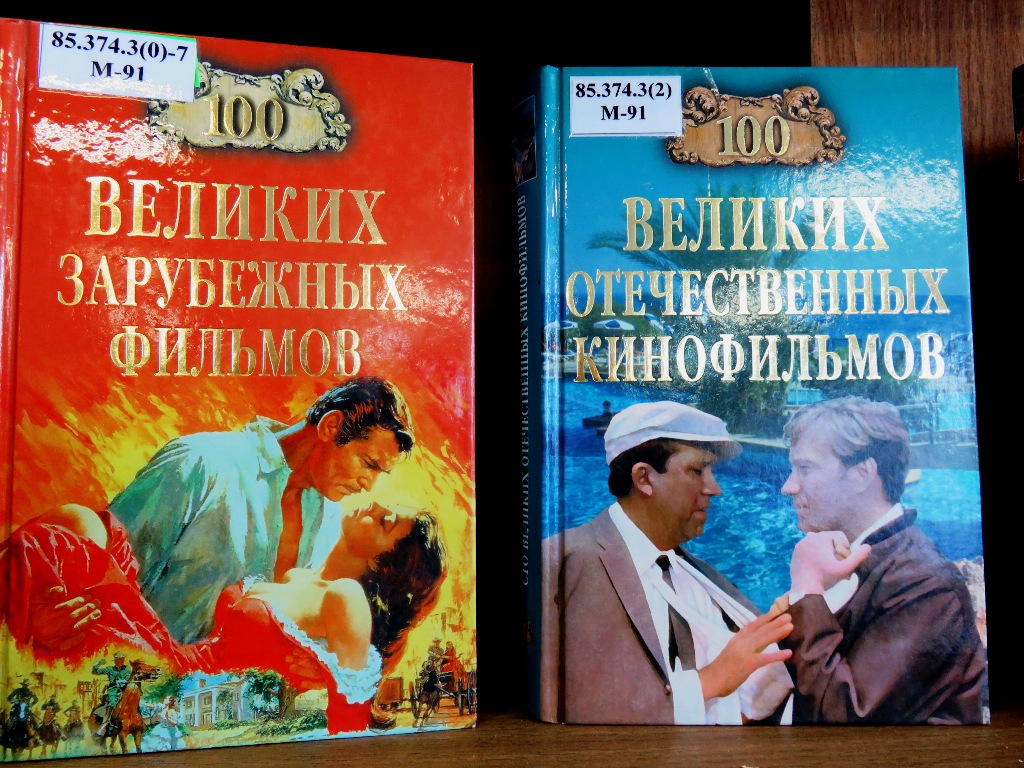 85.374.3(0)-7
М-91
100
ВЕЛИКИХ
ЗАРУБЕЖНЫХ
ФИЛЬМОВ
85.374.3(2)
М-91
100
ВЕЛИКИХ
ОТЕЧЕСТВЕННЫХ
КИНОФИЛЬМОВ
СТО ВЕЛИКИХ ОТЕЧЕСТВЕННЫХ КИНОФИЛЬМОВ